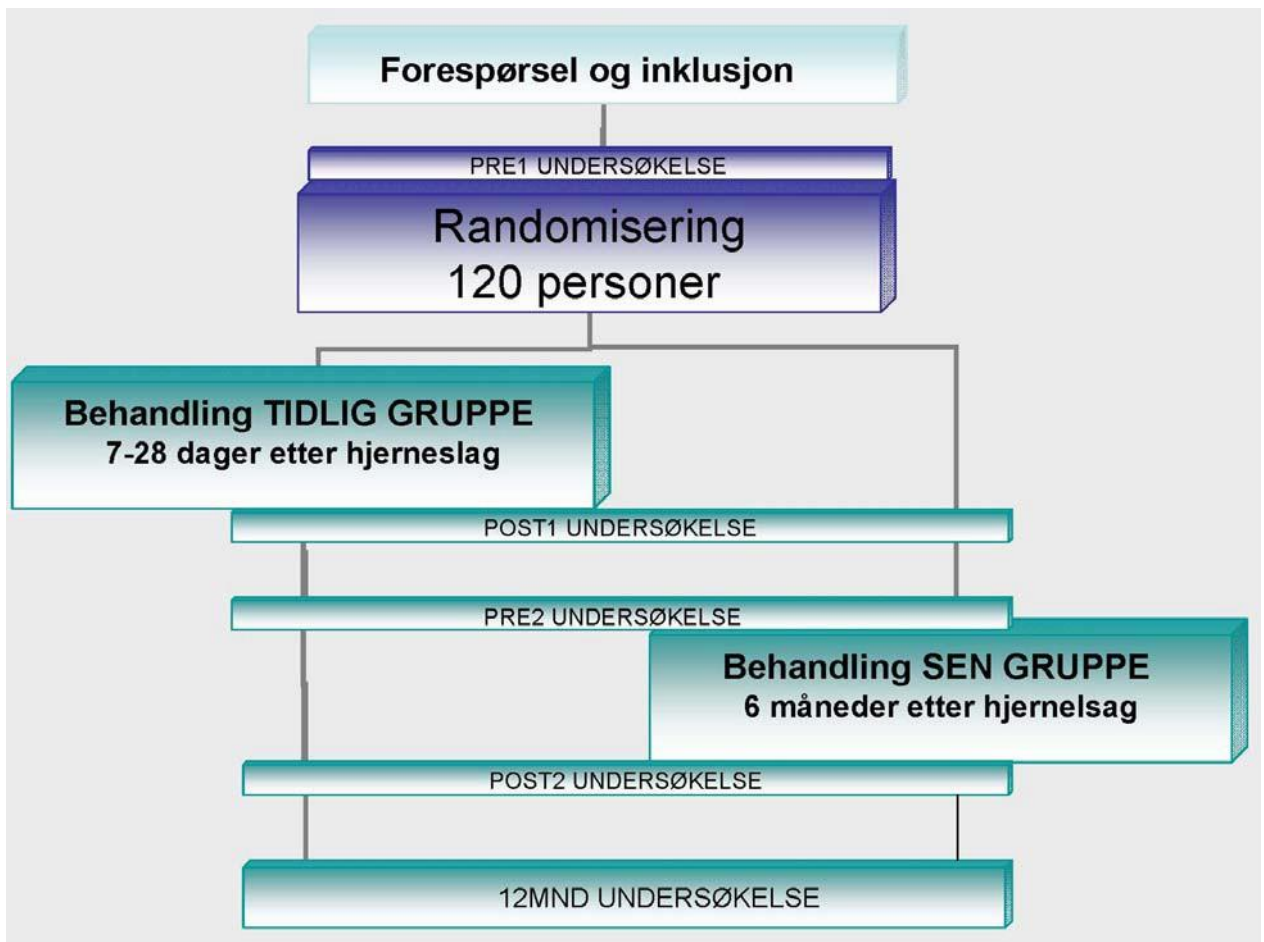 Forespørsel og inklusjon
PRE1 UNDERSØKELSE
Randomisering
120 personer
Behandling TIDLIG GRUPPE
7-28 dager etter hjerneslag
POST1 UNDERSØKELSE
PRE2 UNDERSØKELSE
Behandling SEN GRUPPE
6 måneder etter hjernelsag
POST2 UNDERSØKELSE
12MND UNDERSØKELSE